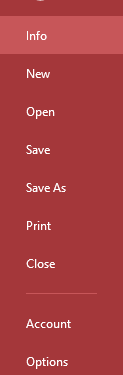 Info
New
Open
Save
Save As
Print
Close
Account
Options